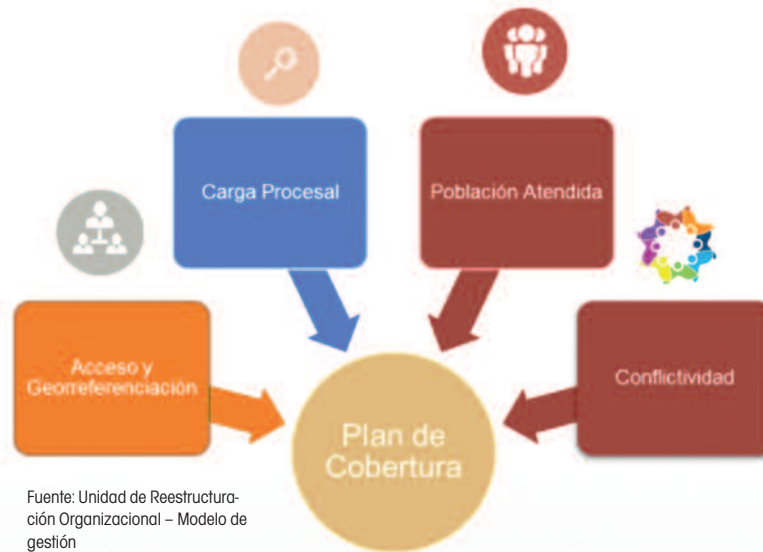 Carga Procesal
Población Atendida
Acceso y
Georreferenciación
Conflictividad
Plan de
Cobertura
Fuente: Unidad de Reestructura-
ción Organizacional – Modelo de
gestión